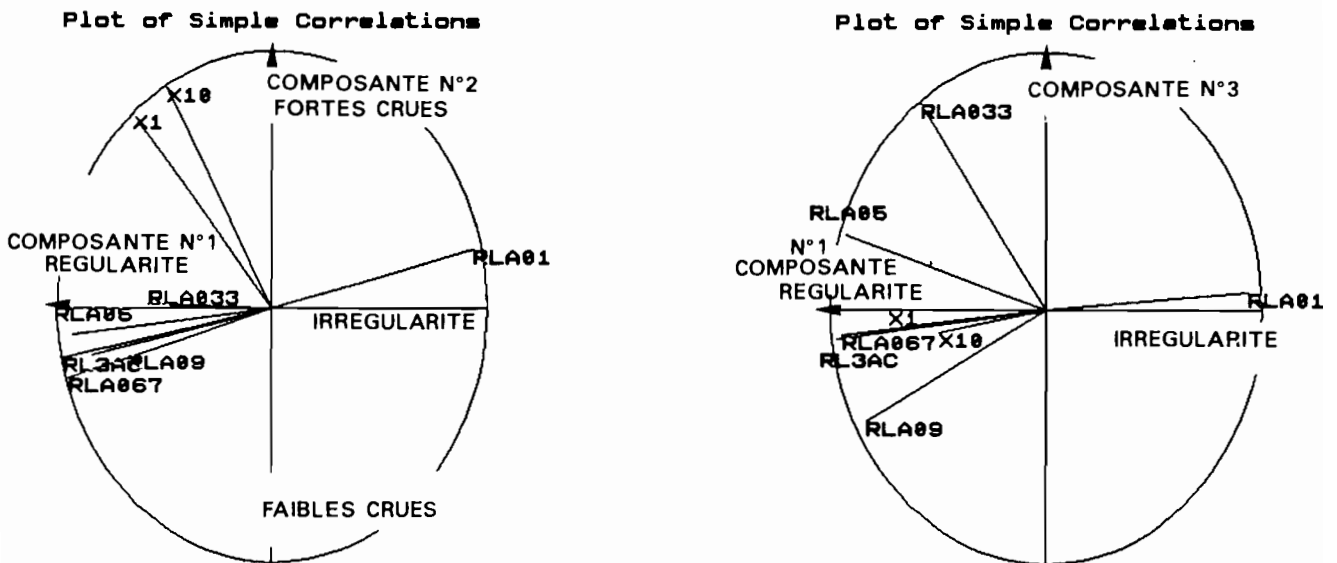 Plot of Simple Correlations
COMPOSANTE N°2
FORTES CRUES
X10
X1
COMPOSANTE N°1
REGULARITE
RLA01
RLA033
RLA05
IRREGULARITE
RL3AC
RLA09
RLA067
FAIBLES CRUES
Plot of Simple Correlations
COMPOSANTE N°3
RLA033
RLA05
N°1
COMPOSANTE
REGULARITE
RLA01
X1
RLA067
X10
IRREGULARITE
RL3AC
RLA09